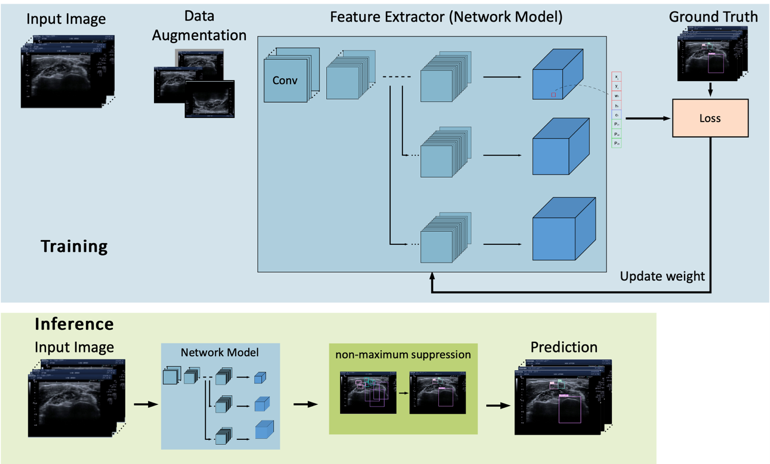 Input Image
Data
Augmentation
Feature Extractor (Network Model)
Ground Truth
Conv
Loss
Training
Update weight
Inference
Input Image
Network Model
non-maximum suppression
Prediction